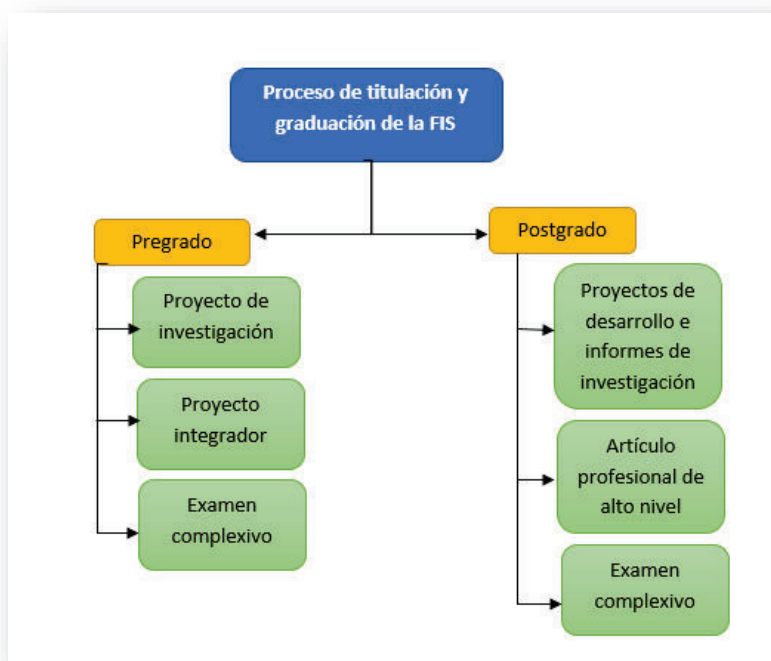 Proceso de titulación y
graduación de la FIS
Pregrado
Proyecto de
investigación
Proyecto
integrador
Examen
complexivo
Postgrado
Proyectos de
desarrollo e
informes de
investigación
Artículo
profesional de
alto nivel
Examen
complexivo